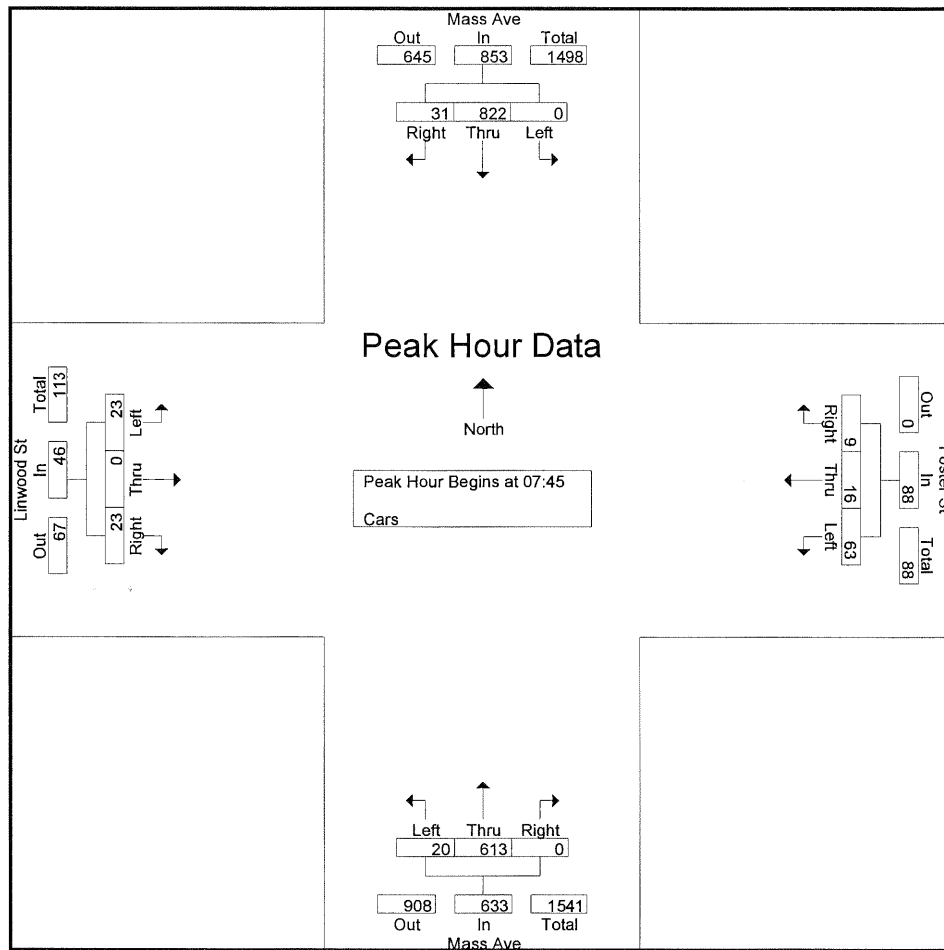 Mass Ave
Out In Total
645 853 1498
31 822 0
Right Thru Left
Peak Hour Data
North
Peak Hour Begins at 07:45
Cars
Linwood St
Total In Out
113 46 67
23 0 23
Left Thru Right
Right Thru Left
9 16 63
Out In Total
0 88 88
St
Left Thru Right
20 613 0
908 633 1541
Out In Total
Mass Ave